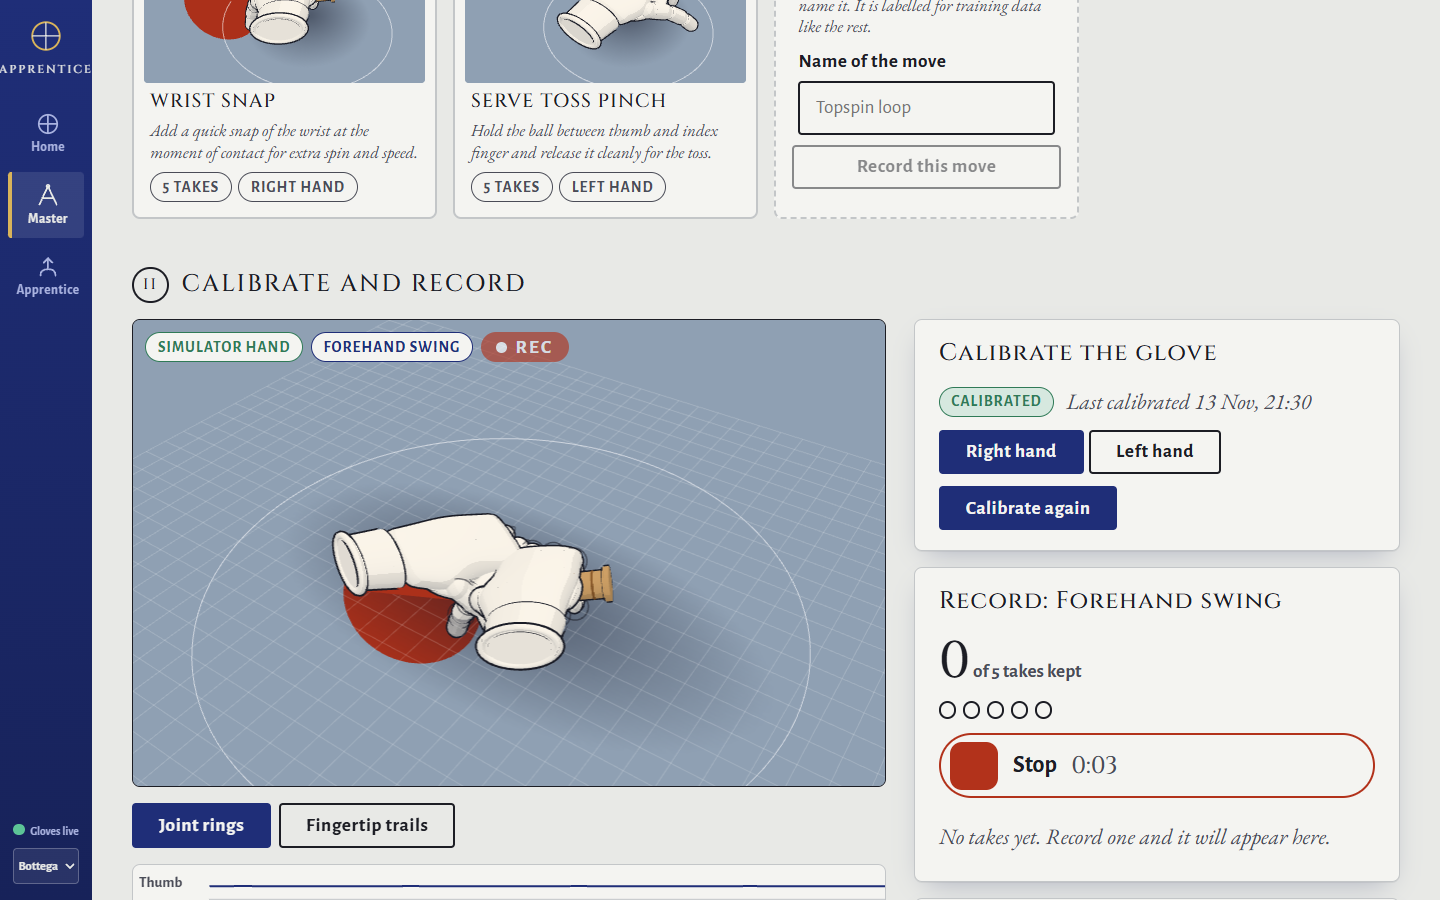 APPRENTICE
Home
Master
Apprentice
Gloves live
Bottega
WRIST SNAP
Add a quick snap of the wrist at the
moment of contact for extra spin and speed.
5 TAKES
RIGHT HAND
SERVE TOSS PINCH
Hold the ball between thumb and index
finger and release it cleanly for the toss.
5 TAKES
LEFT HAND
name it. It is labelled for training data
like the rest.
Name of the move
Topspin loop
Record this move
II
CALIBRATE AND RECORD
SIMULATOR HAND
FOREHAND SWING
REC
Joint rings
Fingertip trails
Thumb
Calibrate the glove
CALIBRATED
Last calibrated 13 Nov, 21:30
Right hand
Left hand
Calibrate again
Record: Forehand swing
0 of 5 takes kept
Stop 0:03
No takes yet. Record one and it will appear here.